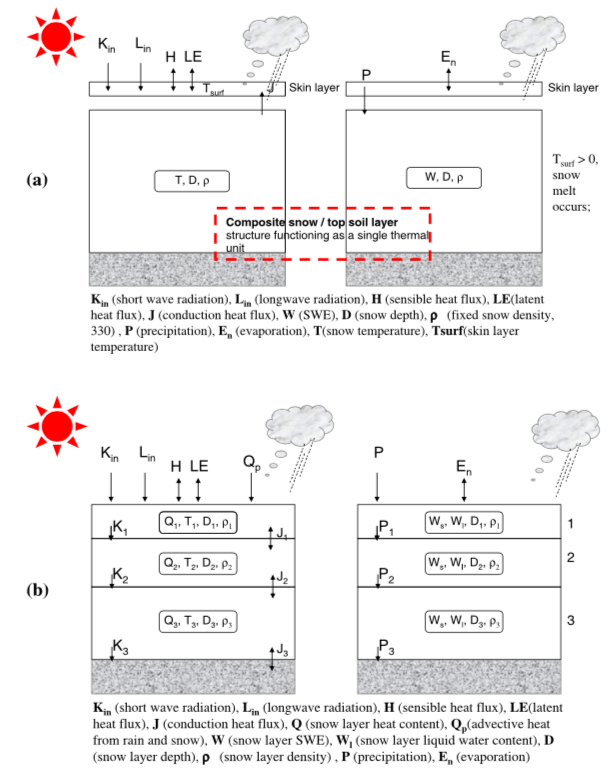 K_in L_in H LE P E_n
T_surf J Skin layer Skin layer
(a)
T, D, ρ W, D, ρ
T_surf > 0,
snow
melt
occurs;
Composite snow / top soil layer
structure functioning as a single thermal
unit
K_in (short wave radiation), L_in (longwave radiation), H (sensible heat flux), LE(latent
heat flux), J (conduction heat flux), W (SWE), D (snow depth), ρ (fixed snow density,
330) , P (precipitation), E_n (evaporation), T(snow temperature), Tsurf(skin layer
temperature)
K_in L_in H LE Q_p P E_n
K_1 Q_1, T_1, D_1, ρ_1 J_1 P_1 W_s, W_l, D_1, ρ_1 1
K_2 Q_2, T_2, D_2, ρ_2 J_2 P_2 W_s, W_l, D_2, ρ_2 2
(b)
K_3 Q_3, T_3, D_3, ρ_3 J_3 P_3 W_s, W_l, D_3, ρ_3 3
K_in (short wave radiation), L_in (longwave radiation), H (sensible heat flux), LE(latent
heat flux), J (conduction heat flux), Q (snow layer heat content), Q_p(advective heat
from rain and snow), W (snow layer SWE), W_l (snow layer liquid water content), D
(snow layer depth), ρ (snow layer density) , P (precipitation), E_n (evaporation)